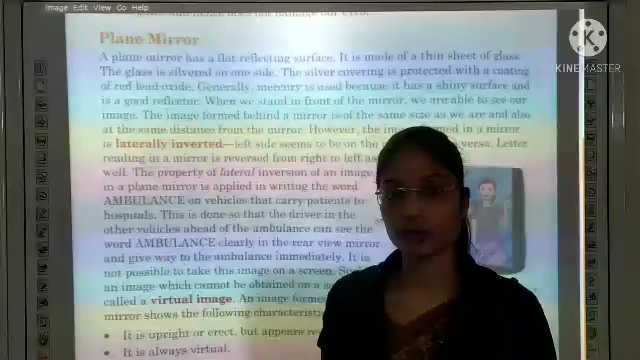 Image Edit View Go Help
Plane Mirror
A plane mirror has a flat reflecting surface. It is made of a thin sheet of glass.
The glass is silvered on one side. The silver covering is protected with a coating
of red lead oxide. Generally, mercury is used because it has a shiny surface and
is a good reflector. When we stand in front of the mirror, we are able to see our
image. The image formed behind a mirror is of the same size as we are and also
at the same distance from the mirror. However, the in a mirror
is laterally inverted—left side seems to be on the versa. Letter
reading in a mirror is reversed from right to left as
well. The property of lateral inversion of an image
in a plane mirror is applied in writing the word
AMBULANCE on vehicles that carry patients to
hospitals. This is done so that the driver in the
other vehicles ahead of the ambulance can see the
word AMBULANCE clearly in the rear view mirror
and give way to the ambulance immediately. It is
not possible to take this image on a screen.
an image which cannot be obtained on a
called a virtual image. An image
mirror shows the following
• It is upright or erect, but appears
• It is always virtual.
KINEMASTER